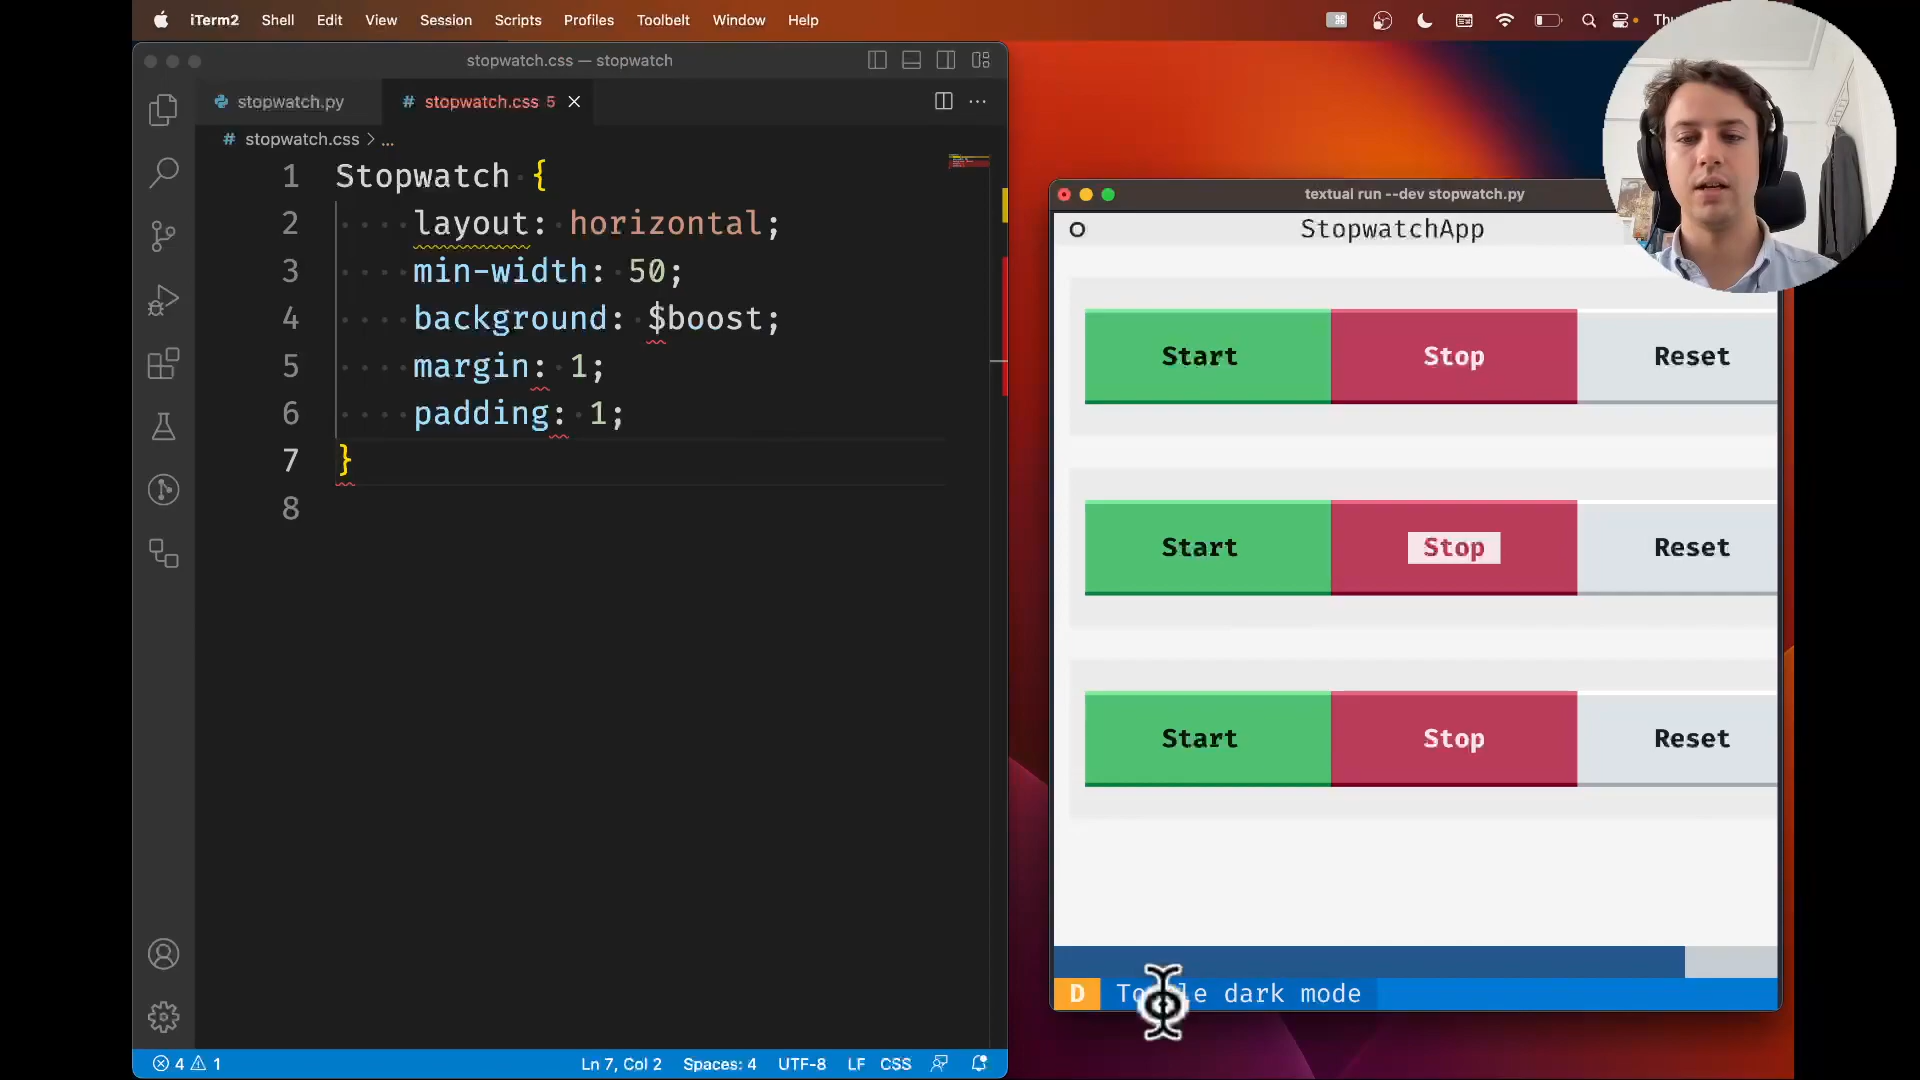 iTerm2 Shell Edit View Session Scripts Profiles Toolbelt Window Help
stopwatch.css — stopwatch
stopwatch.py
# stopwatch.css 5
# stopwatch.css > ...
1 Stopwatch {
2 layout: horizontal;
3 min-width: 50;
4 background: $boost;
5 margin: 1;
6 padding: 1;
7 }
8
4 1 Ln 7, Col 2 Spaces: 4 UTF-8 LF CSS
textual run --dev stopwatch.py
StopwatchApp
Start Stop Reset
Start Stop Reset
Start Stop Reset
D dark mode